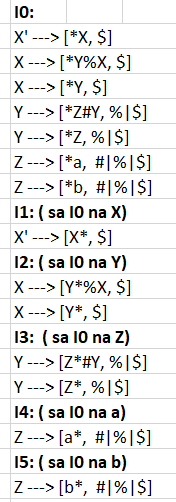 I0:
X' ---> [*X, $]
X ---> [*Y%X, $]
X ---> [*Y, $]
Y ---> [*Z#Y, %|$]
Y ---> [*Z, %|$]
Z ---> [*a,  #|%|$]
Z ---> [*b,  #|%|$]
I1: ( sa I0 na X)
X' ---> [X*, $]
I2: ( sa I0 na Y)
X ---> [Y*%X, $]
X ---> [Y*, $]
I3:  ( sa I0 na Z)
Y ---> [Z*#Y, %|$]
Y ---> [Z*, %|$]
I4: ( sa I0 na a)
Z ---> [a*,  #|%|$]
I5: ( sa I0 na b)
Z ---> [b*,  #|%|$]